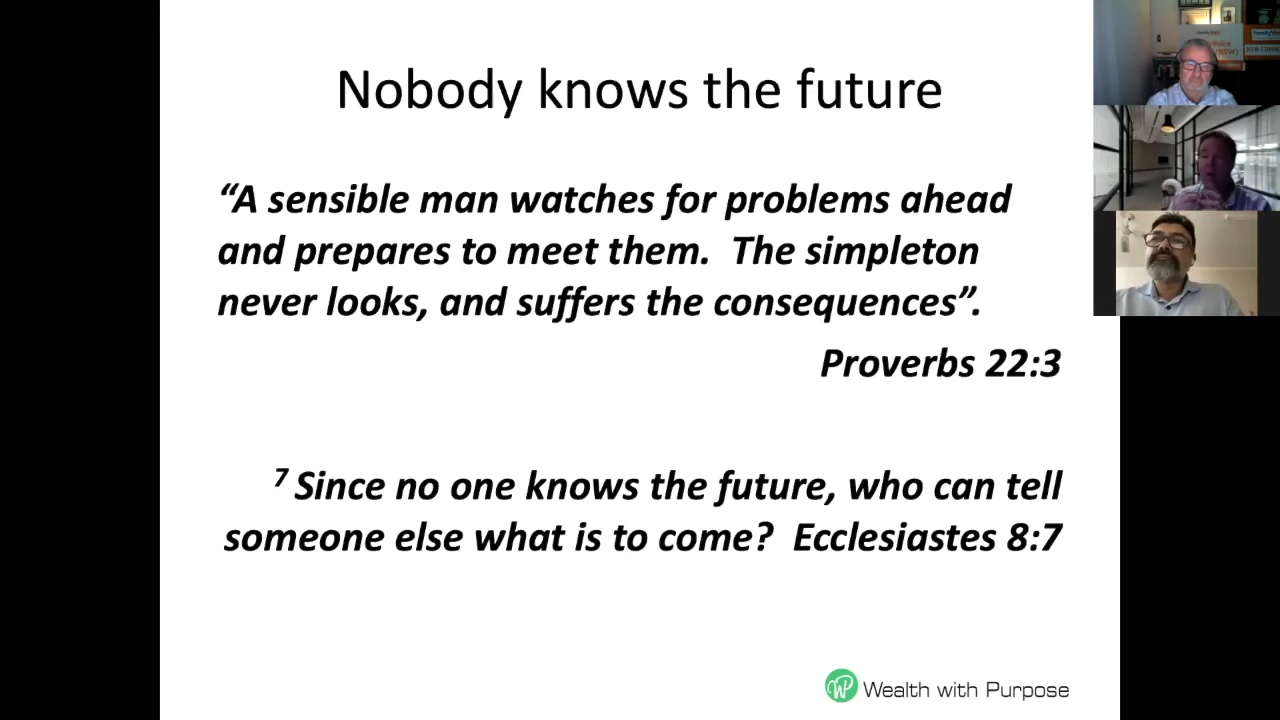 Nobody knows the future
“A sensible man watches for problems ahead
and prepares to meet them.  The simpleton
never looks, and suffers the consequences”.
Proverbs 22:3
7 Since no one knows the future, who can tell
someone else what is to come?  Ecclesiastes 8:7
Wealth with Purpose